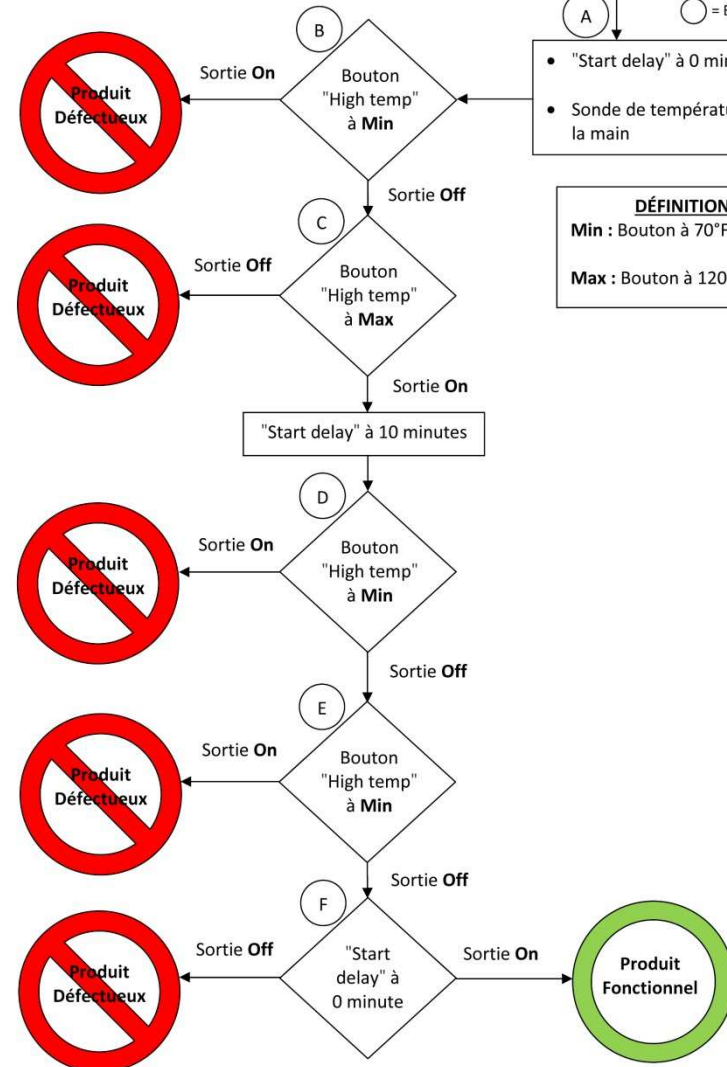 A
= É
"Start delay" à 0 min
Sonde de températu
la main
B
Sortie On
Bouton
"High temp"
à Min
Produit
Défectueux
Sortie Off
DÉFINITION
Min : Bouton à 70°F
Max : Bouton à 120
C
Sortie Off
Bouton
"High temp"
à Max
Produit
Défectueux
Sortie On
"Start delay" à 10 minutes
D
Sortie On
Bouton
"High temp"
à Min
Produit
Défectueux
Sortie Off
E
Sortie On
Bouton
"High temp"
à Min
Produit
Défectueux
Sortie Off
F
Sortie Off
"Start
delay" à
0 minute
Sortie On
Produit
Défectueux
Produit
Fonctionnel